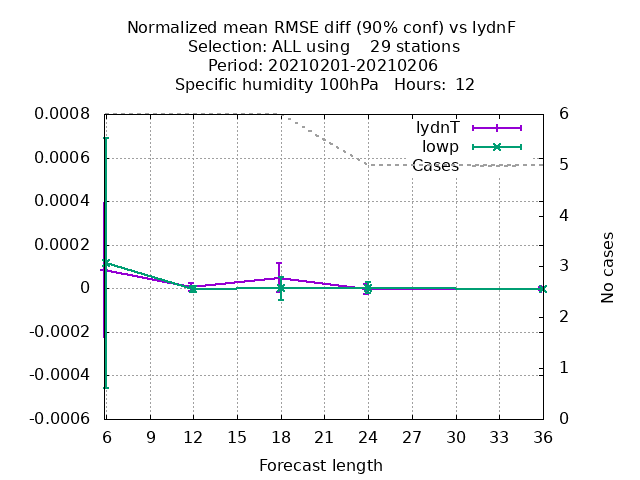 Normalized mean RMSE diff (90% conf) vs lydnF
Selection: ALL using    29 stations
Period: 20210201-20210206
Specific humidity 100hPa   Hours:  12
0.0008
0.0006
0.0004
0.0002
0
-0.0002
-0.0004
-0.0006
6
5
4
3
2
1
0
lydnT
lowp
Cases
No cases
6 9 12 15 18 21 24 27 30 33 36
Forecast length